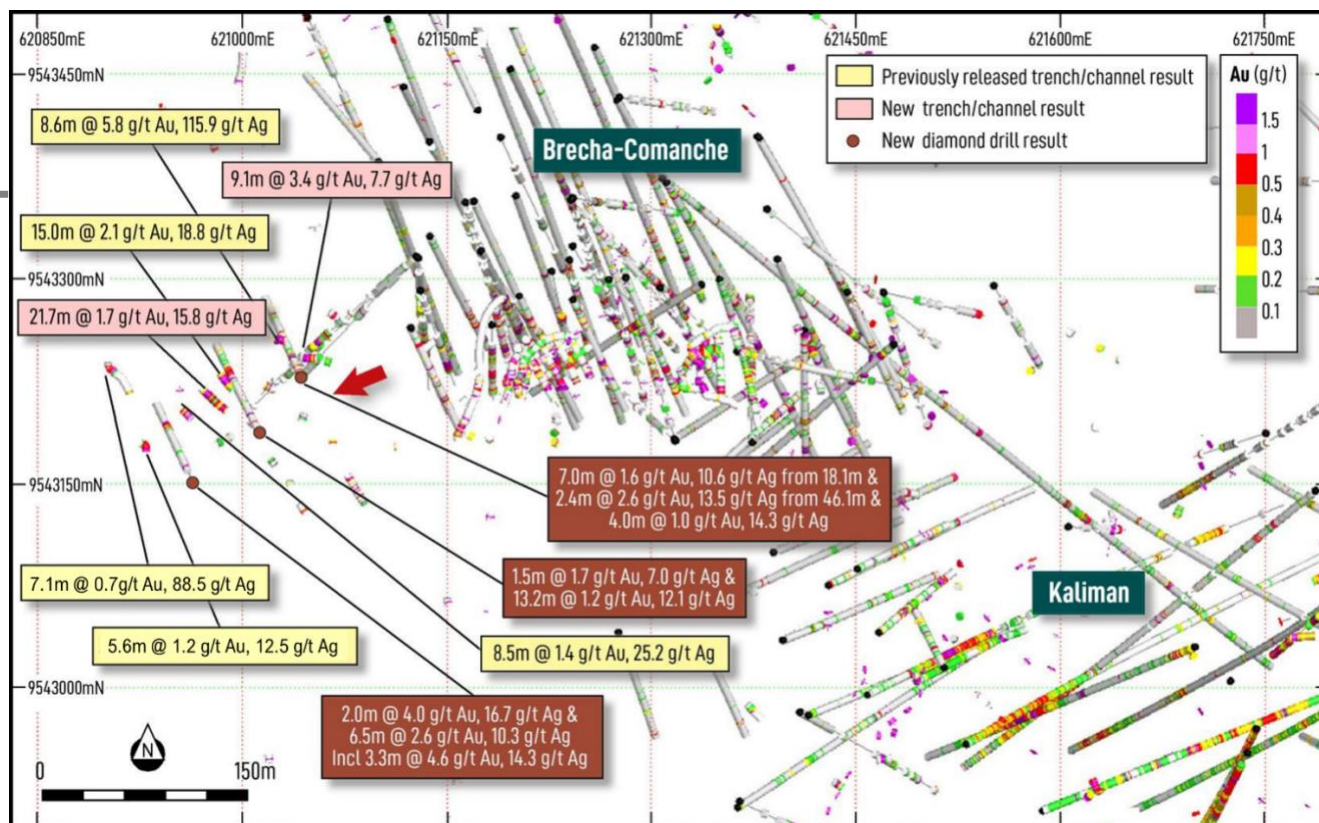 620850mE
621000mE
621150mE
621300mE
621450mE
621600mE
621750mE
9543450mN
8.6m @ 5.8 g/t Au, 115.9 g/t Ag
9.1m @ 3.4 g/t Au, 7.7 g/t Ag
Brecha-Comanche
Previously released trench/channel result
New trench/channel result
New diamond drill result
Au (g/t)
1.5
1
0.5
0.4
0.3
0.2
0.1
15.0m @ 2.1 g/t Au, 18.8 g/t Ag
9543300mN
21.7m @ 1.7 g/t Au, 15.8 g/t Ag
9543150mN
7.0m @ 1.6 g/t Au, 10.6 g/t Ag from 18.1m &
2.4m @ 2.6 g/t Au, 13.5 g/t Ag from 46.1m &
4.0m @ 1.0 g/t Au, 14.3 g/t Ag
7.1m @ 0.7g/t Au, 88.5 g/t Ag
1.5m @ 1.7 g/t Au, 7.0 g/t Ag &
13.2m @ 1.2 g/t Au, 12.1 g/t Ag
Kaliman
5.6m @ 1.2 g/t Au, 12.5 g/t Ag
8.5m @ 1.4 g/t Au, 25.2 g/t Ag
9543000mN
2.0m @ 4.0 g/t Au, 16.7 g/t Ag &
6.5m @ 2.6 g/t Au, 10.3 g/t Ag
Incl 3.3m @ 4.6 g/t Au, 14.3 g/t Ag
N
0
150m